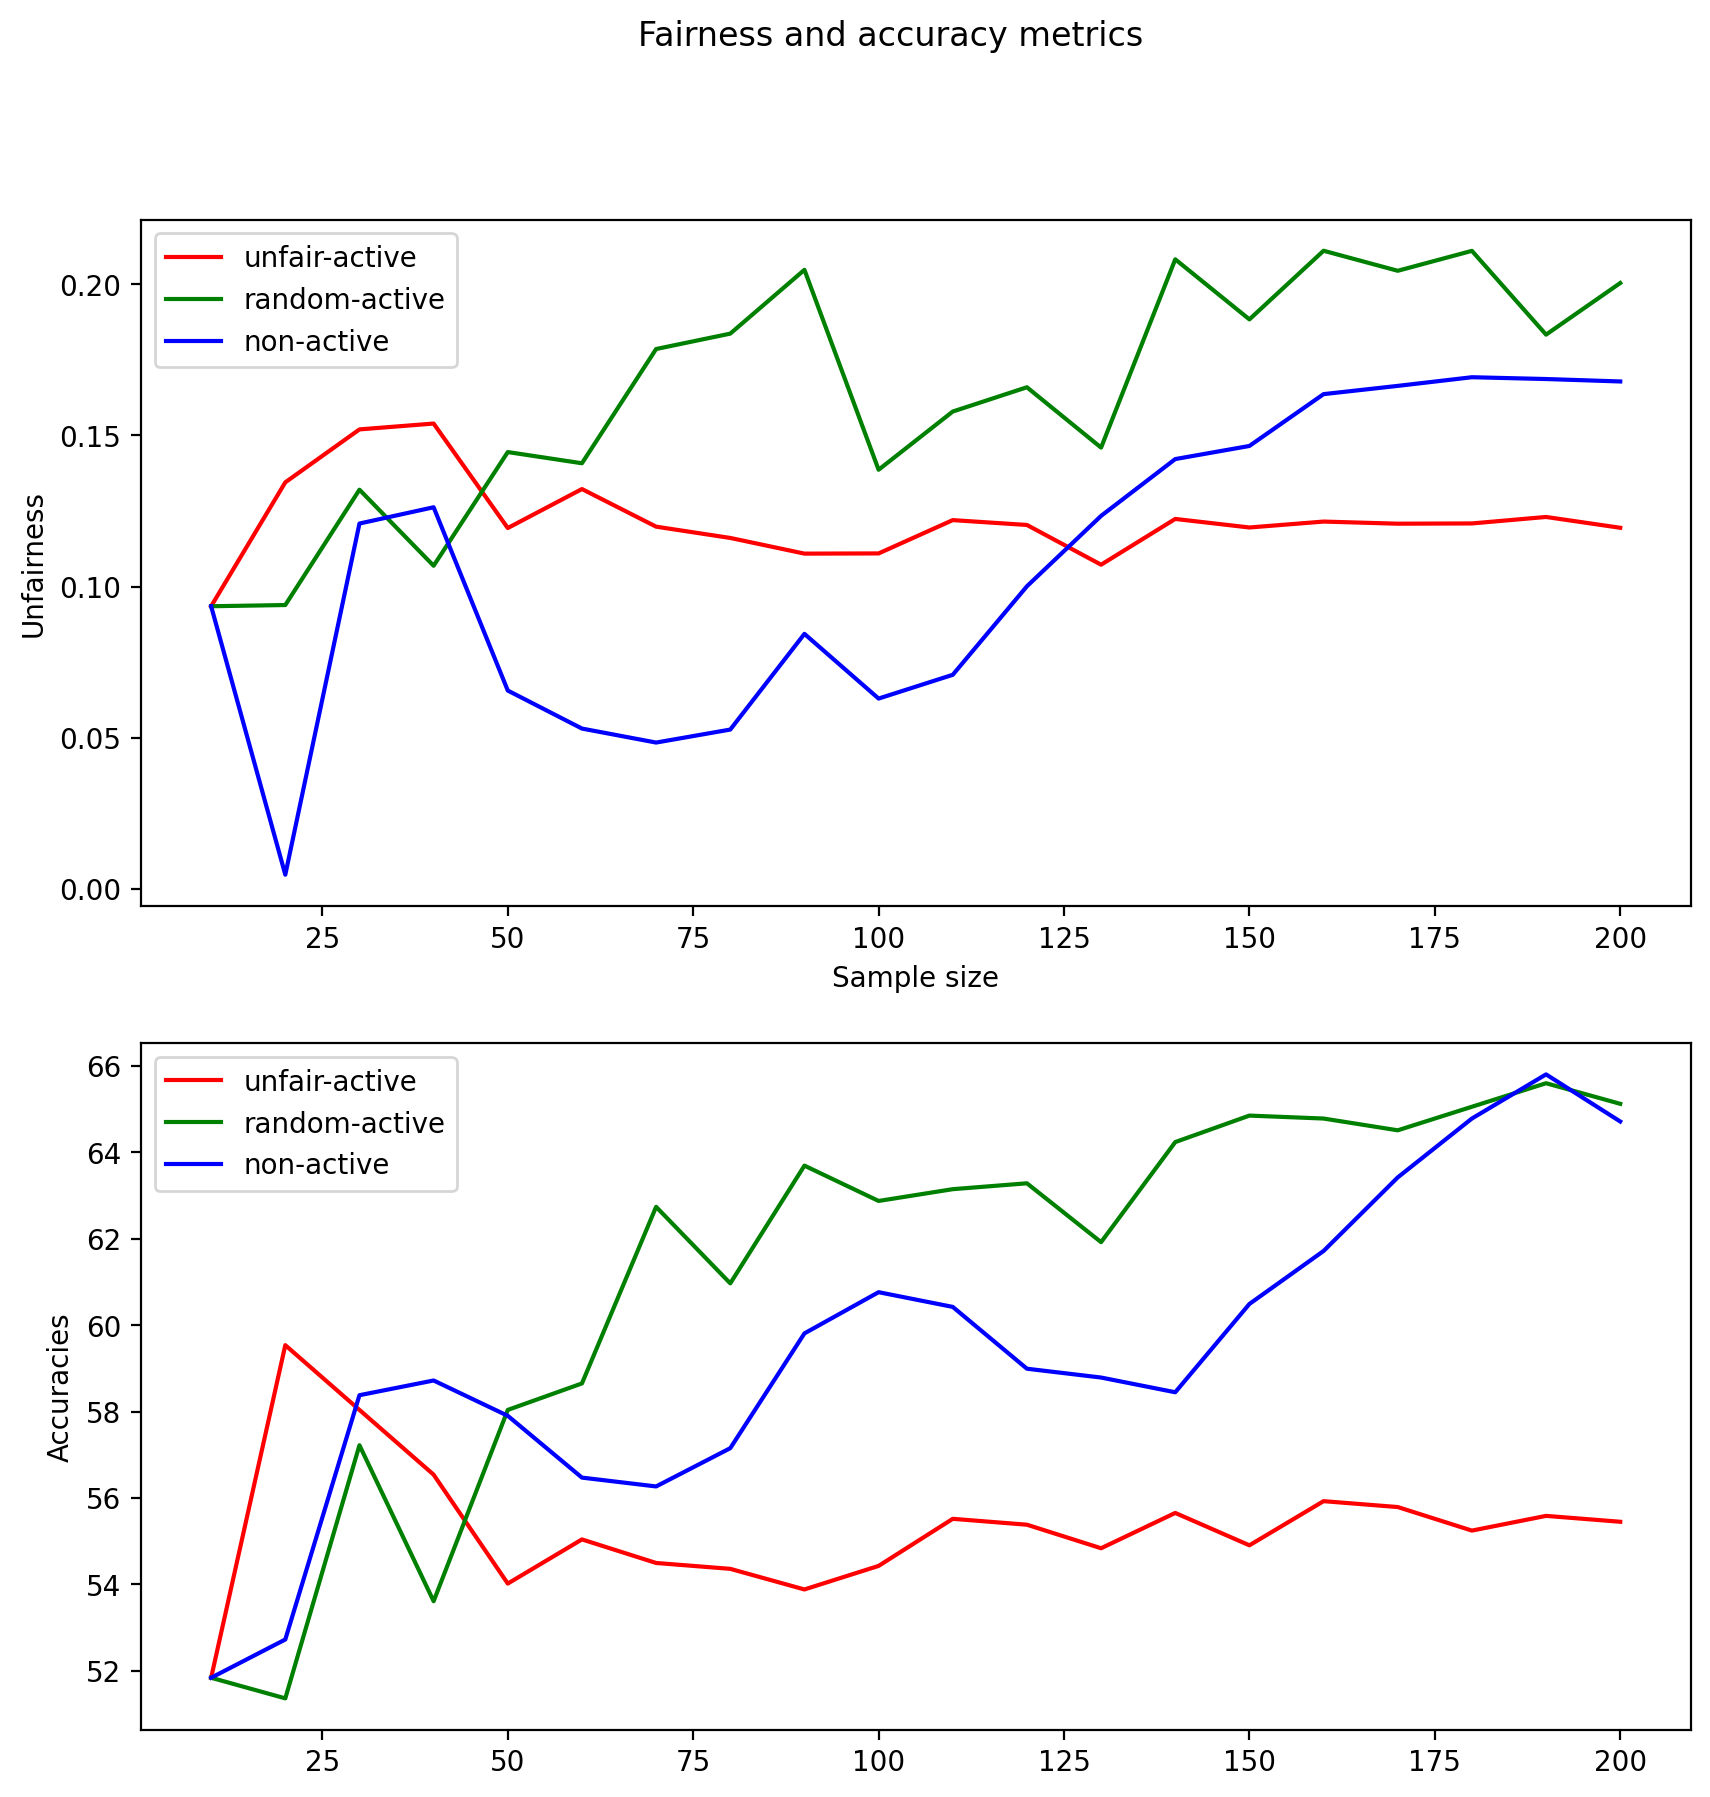 Fairness and accuracy metrics
unfair-active
random-active
non-active
Unfairness
0.20
0.15
0.10
0.05
0.00
25 50 75 100 125 150 175 200
Sample size
unfair-active
random-active
non-active
Accuracies
66
64
62
60
58
56
54
52
25 50 75 100 125 150 175 200